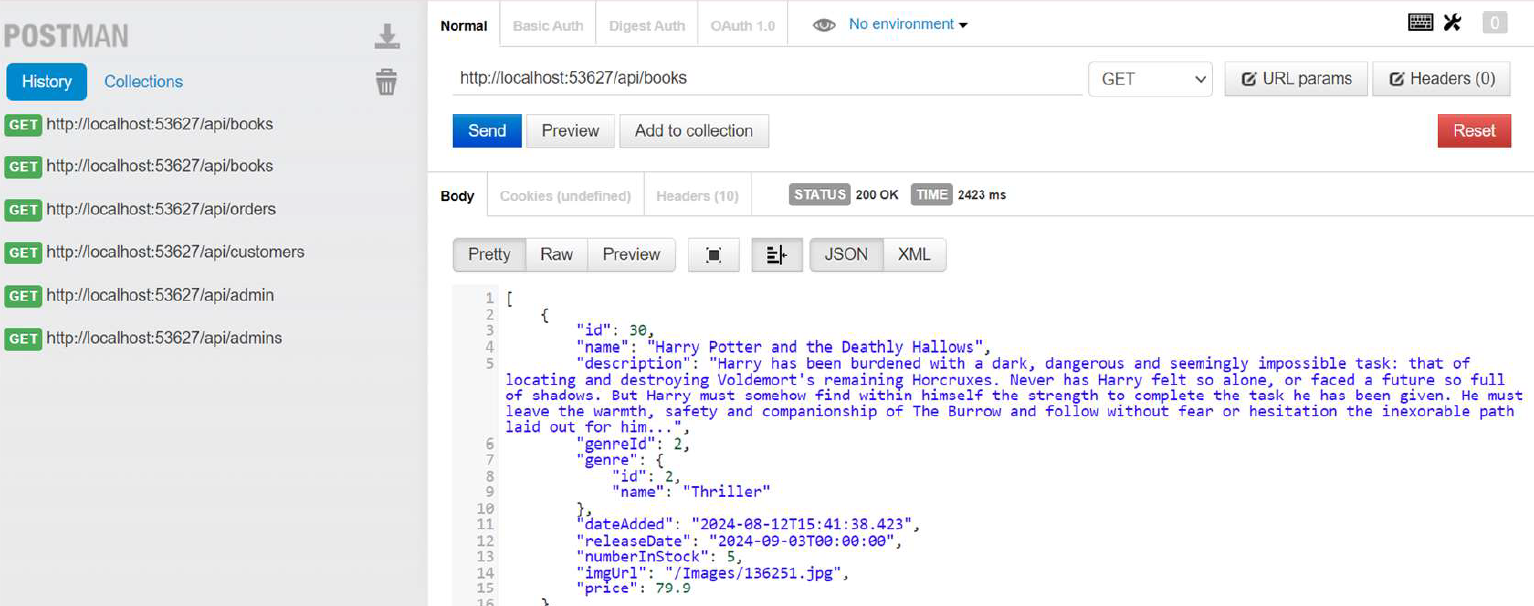 POSTMAN
History Collections
GET http://localhost:53627/api/books
GET http://localhost:53627/api/books
GET http://localhost:53627/api/orders
GET http://localhost:53627/api/customers
GET http://localhost:53627/api/admin
GET http://localhost:53627/api/admins
Normal Basic Auth Digest Auth OAuth 1.0 No environment 0
http://localhost:53627/api/books GET URL params Headers (0)
Send Preview Add to collection Reset
Body Cookies (undefined) Headers (10) STATUS 200 OK TIME 2423 ms
Pretty Raw Preview JSON XML
1 [
2 {
3 "id": 30,
4 "name": "Harry Potter and the Deathly Hallows",
5 "description": "Harry has been burdened with a dark, dangerous and seemingly impossible task: that of
locating and destroying Voldemort's remaining Horcruxes. Never has Harry felt so alone, or faced a future so full
of shadows. But Harry must somehow find within himself the strength to complete the task he has been given. He must
leave the warmth, safety and companionship of The Burrow and follow without fear or hesitation the inexorable path
laid out for him...",
6 "genreId": 2,
7 "genre": {
8 "id": 2,
9 "name": "Thriller"
10 },
11 "dateAdded": "2024-08-12T15:41:38.423",
12 "releaseDate": "2024-09-03T00:00:00",
13 "numberInStock": 5,
14 "imgUrl": "/Images/136251.jpg",
15 "price": 79.9
16 }